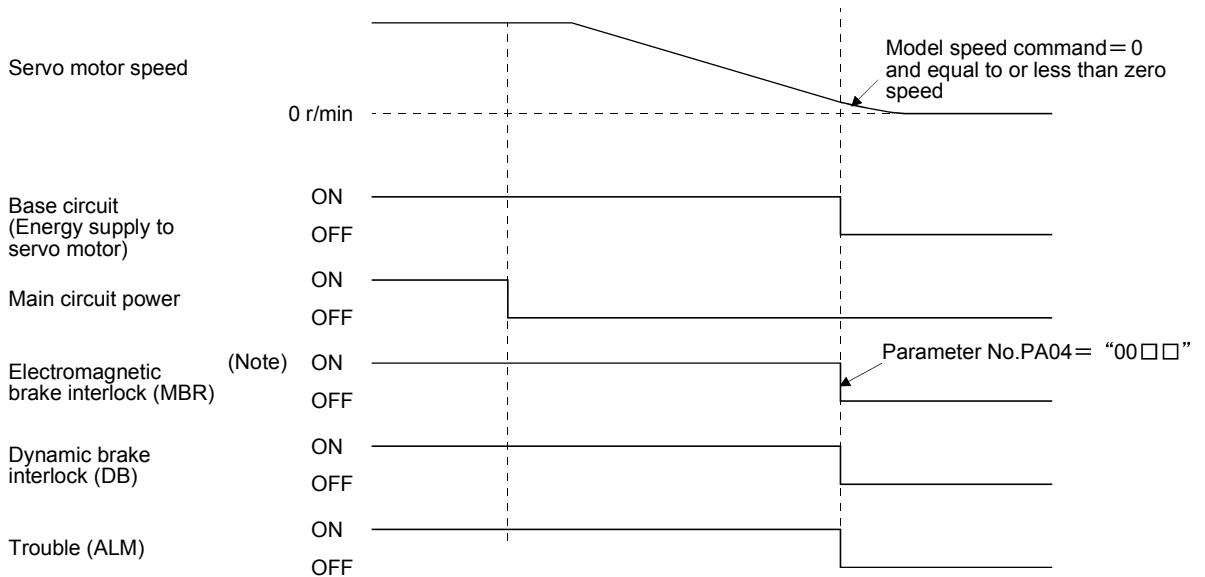 Servo motor speed
0 r/min
Model speed command=0
and equal to or less than zero
speed
Base circuit
(Energy supply to
servo motor)
ON
OFF
Main circuit power
ON
OFF
Electromagnetic
brake interlock (MBR)
(Note)
ON
OFF
Parameter No.PA04= “00□□”
Dynamic brake
interlock (DB)
ON
OFF
Trouble (ALM)
ON
OFF